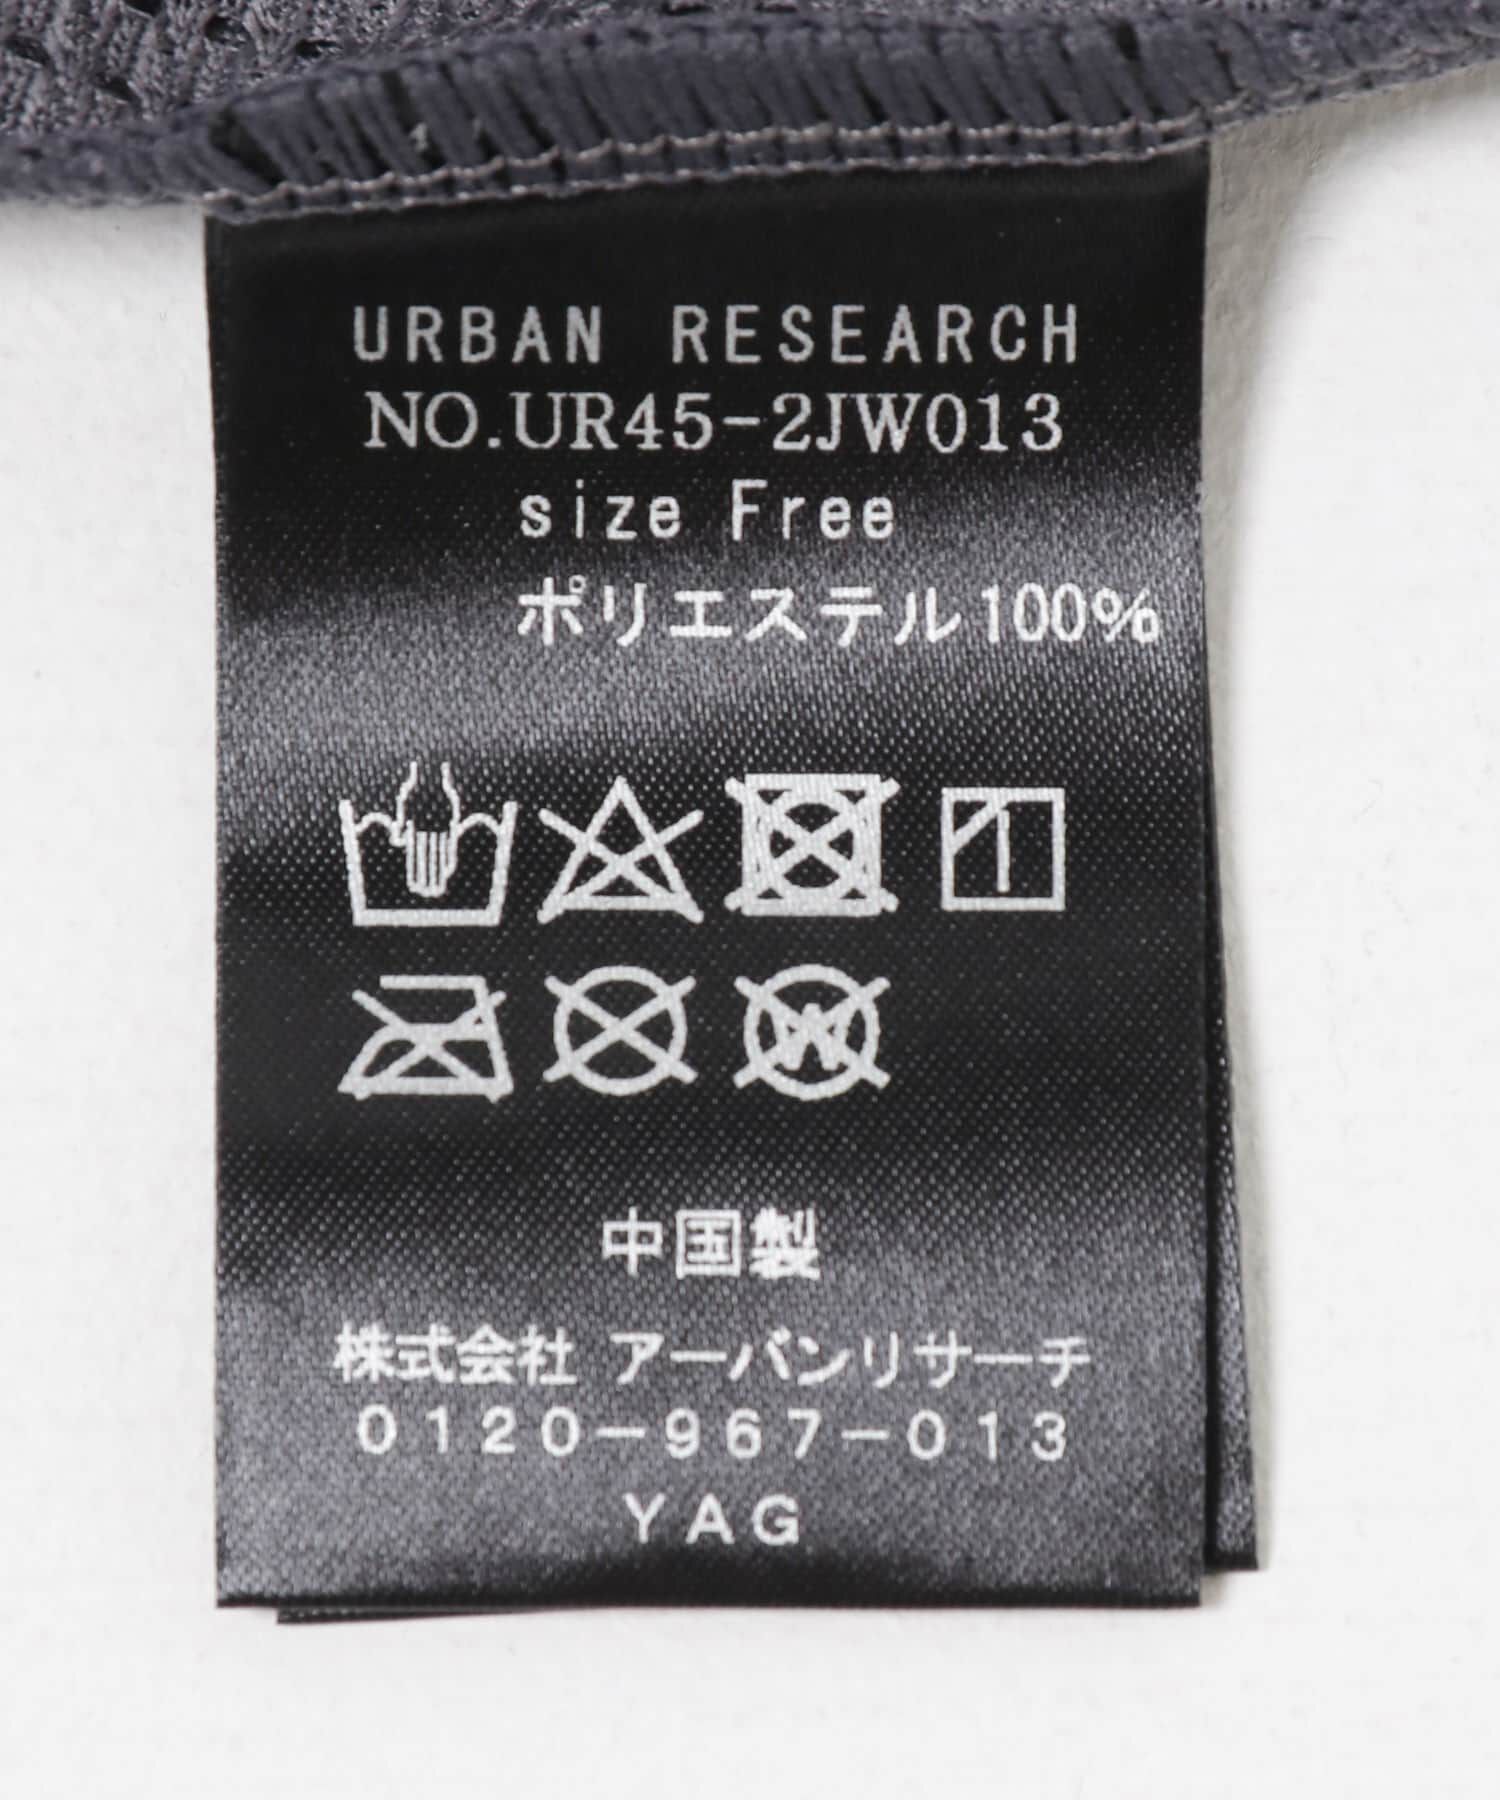 URBAN RESEARCH
NO.UR45-2JW013
size Free
ポリエステル100%
中国製
株式会社 アーバンリサーチ
0120-967-013
YAG